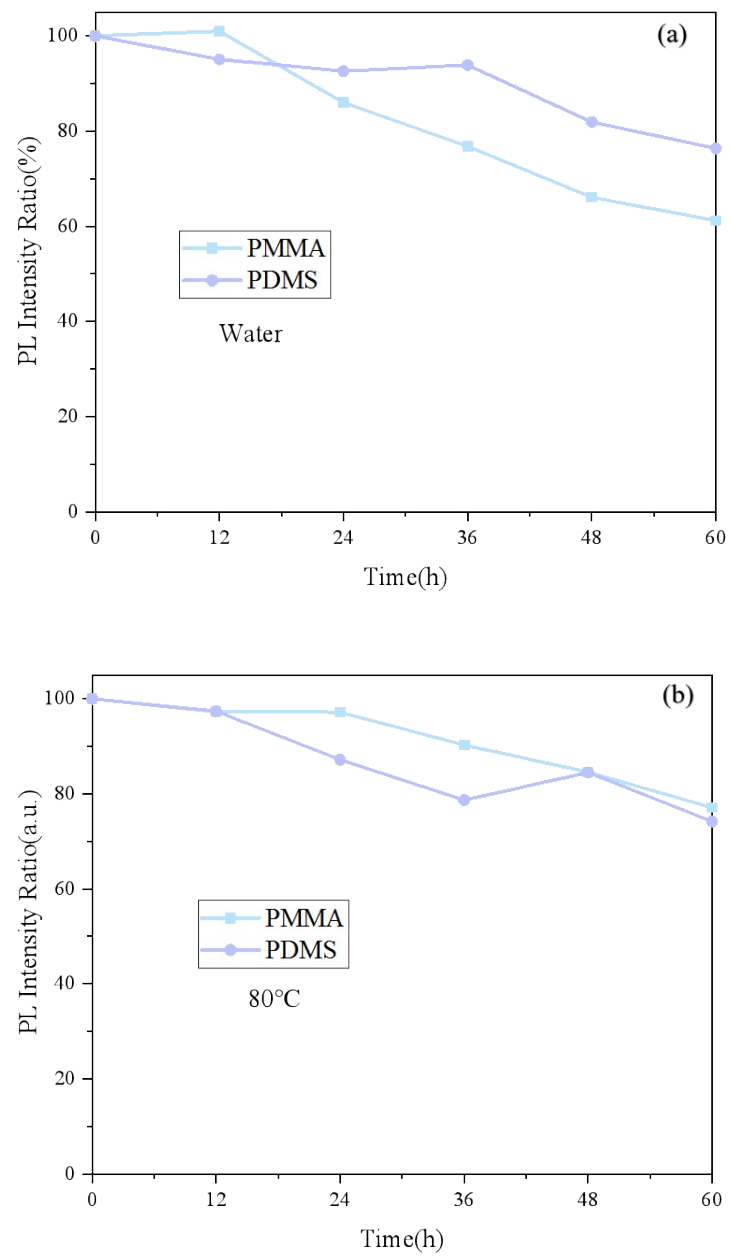 (a)
100
80
60
40
20
0
PL Intensity Ratio(%)
PMMA
PDMS
Water
0 12 24 36 48 60
Time(h)
(b)
100
80
60
40
20
0
PL Intensity Ratio(a.u.)
PMMA
PDMS
80°C
0 12 24 36 48 60
Time(h)